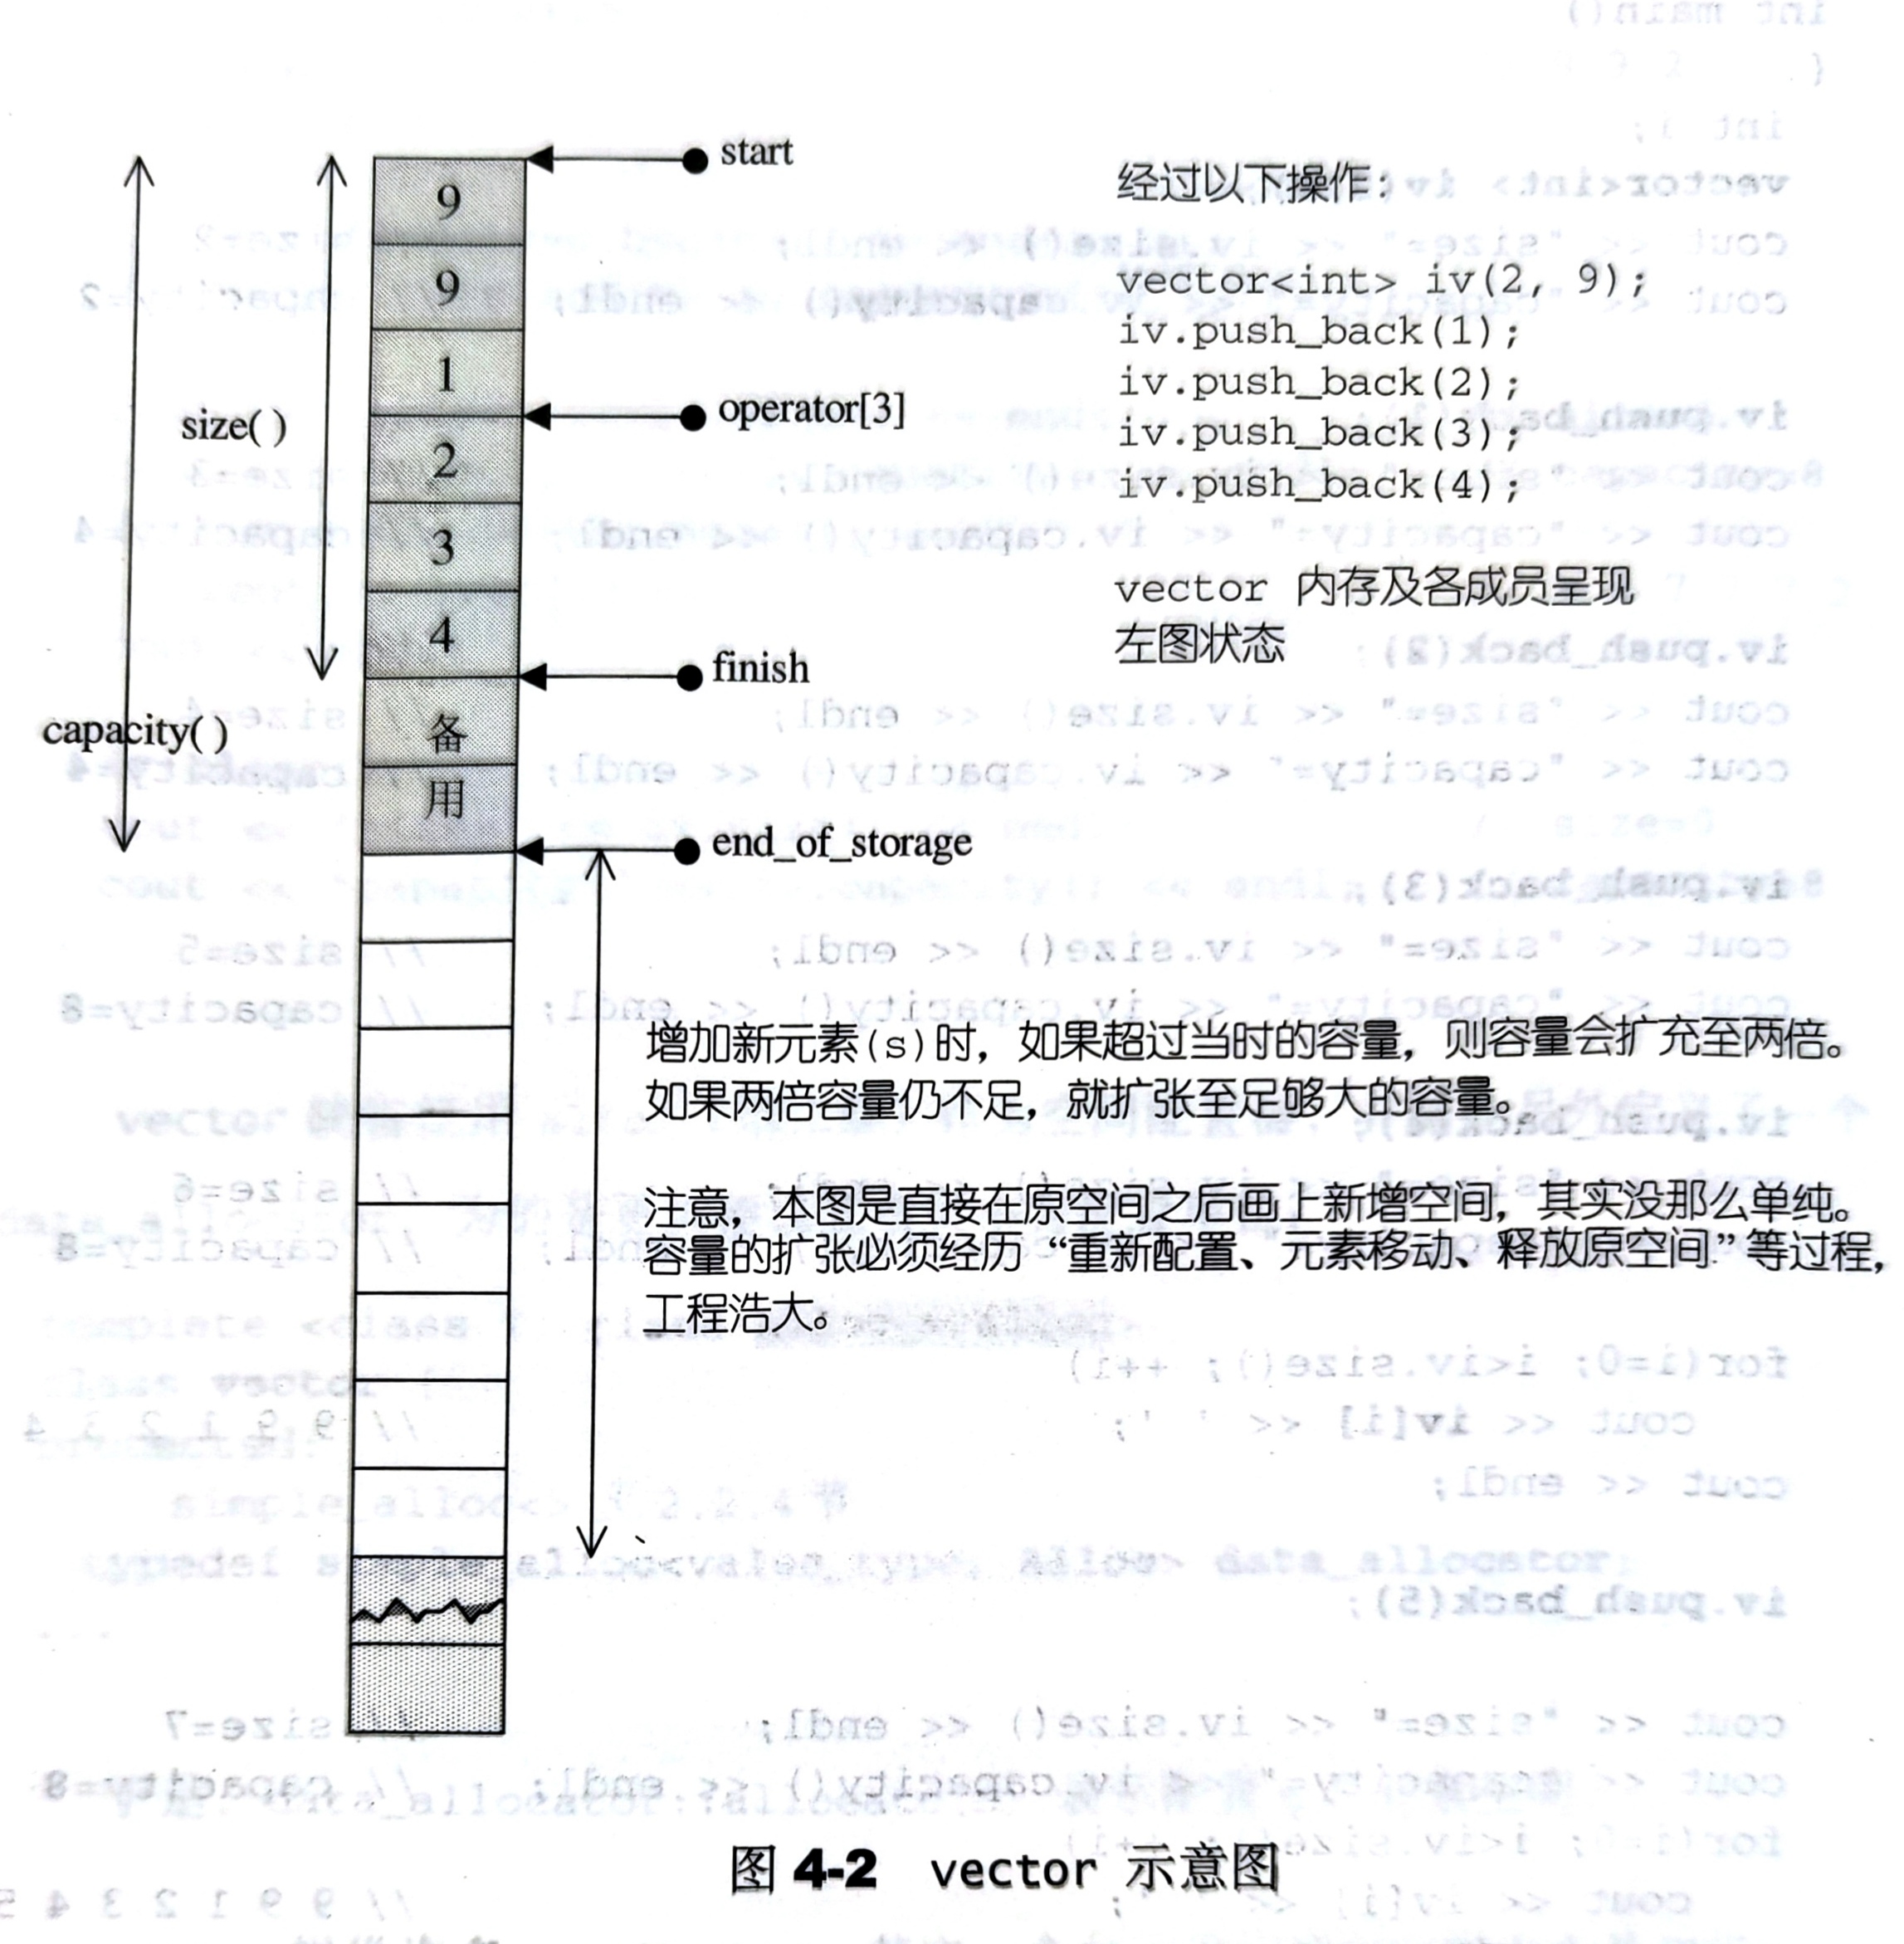 start
经过以下操作:
9
vector<int> iv(2, 9);
9
iv.push_back(1);
1
iv.push_back(2);
operator[3]
size( )
iv.push_back(3);
2
iv.push_back(4);
3
vector 内存及各成员呈现
4
左图状态
finish
capacity( )
备
用
end_of_storage
增加新元素(s)时，如果超过当时的容量，则容量会扩充至两倍。
如果两倍容量仍不足，就扩张至足够大的容量。
注意，本图是直接在原空间之后画上新增空间，其实没那么单纯。
容量的扩张必须经历“重新配置、元素移动、释放原空间”等过程，
工程浩大。
图 4-2 vector 示意图